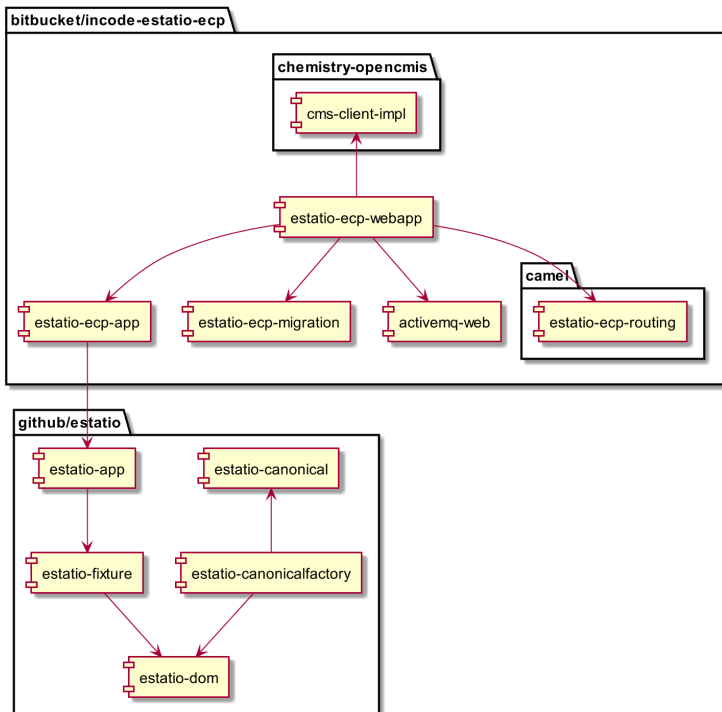 bitbucket/incode-estatio-ecp
chemistry-opencmis
cms-client-impl
estatio-ecp-webapp
camel
estatio-ecp-app
estatio-ecp-migration
activemq-web
estatio-ecp-routing
github/estatio
estatio-app
estatio-canonical
estatio-fixture
estatio-canonicalfactory
estatio-dom